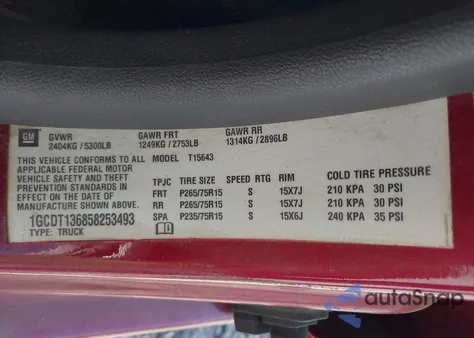 GM GVWR GAWR FRT GAWR RR
2404KG / 5300LB 1249KG / 2753LB 1314KG / 2896LB
THIS VEHICLE CONFORMS TO ALL MODEL T15643
APPLICABLE FEDERAL MOTOR
VEHICLE SAFETY AND THEFT TPJC TIRE SIZE SPEED RTG RIM COLD TIRE PRESSURE
PREVENTION STANDARDS IN FRT P265/75R15 S 15X7J 210 KPA 30 PSI
EFFECT ON THE DATE OF RR P265/75R15 S 15X7J 210 KPA 30 PSI
MANUFACTURE SHOWN ABOVE. SPA P235/75R15 S 15X6J 240 KPA 35 PSI
1GCDT136858253493
TYPE: TRUCK
autoSnap